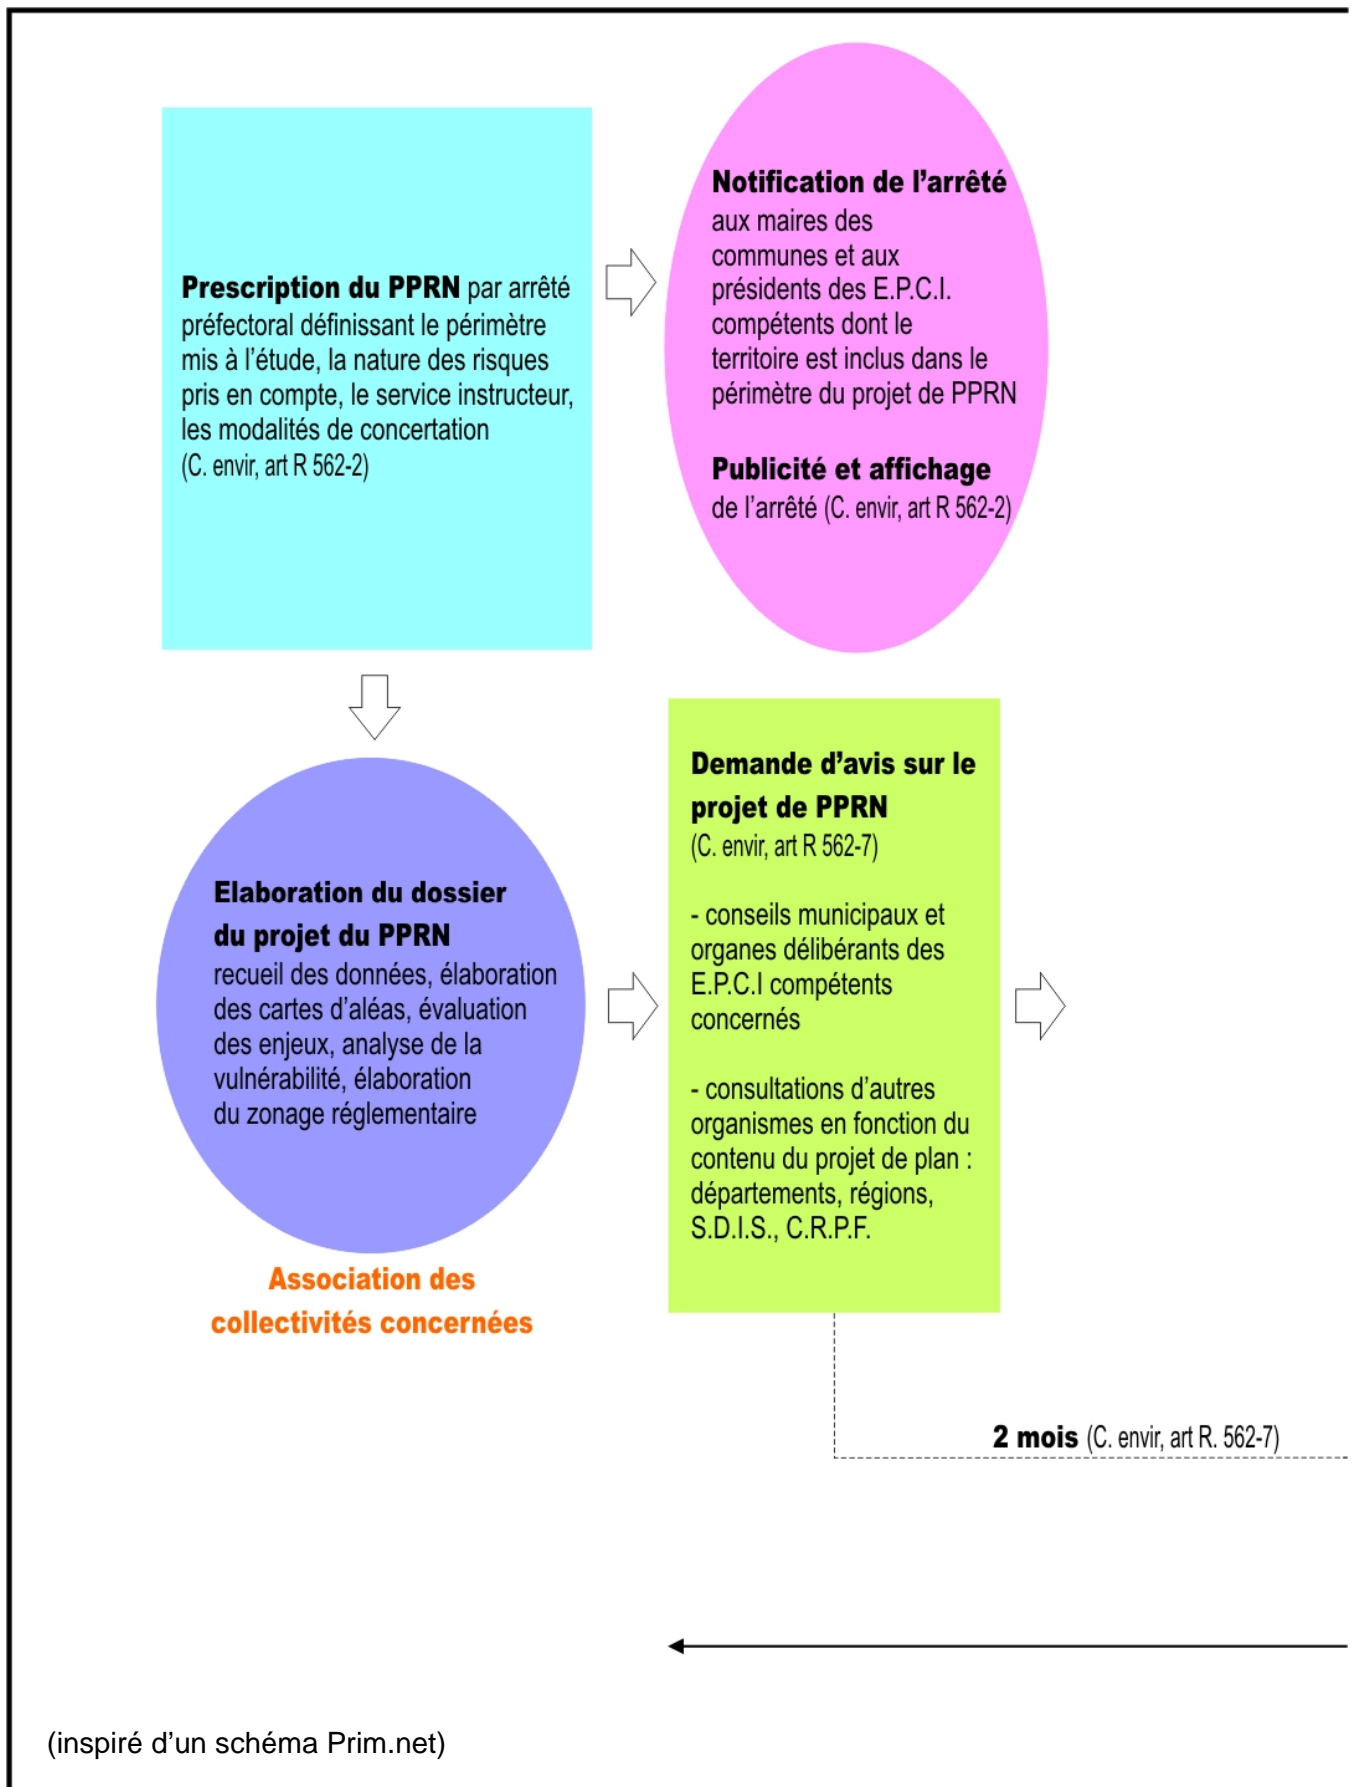 Prescription du PPRN par arrêté
préfectoral définissant le périmètre
mis à l'étude, la nature des risques
pris en compte, le service instructeur,
les modalités de concertation
(C. envir, art R 562-2)
Notification de l'arrêté
aux maires des
communes et aux
présidents des E.P.C.I.
compétents dont le
territoire est inclus dans le
périmètre du projet de PPRN
Publicité et affichage
de l'arrêté (C. envir, art R 562-2)
Elaboration du dossier
du projet du PPRN
recueil des données, élaboration
des cartes d'aléas, évaluation
des enjeux, analyse de la
vulnérabilité, élaboration
du zonage réglementaire
Association des
collectivités concernées
Demande d'avis sur le
projet de PPRN
(C. envir, art R 562-7)
- conseils municipaux et
organes délibérants des
E.P.C.I compétents
concernés
- consultations d'autres
organismes en fonction du
contenu du projet de plan :
départements, régions,
S.D.I.S., C.R.P.F.
2 mois (C. envir, art R. 562-7)
(inspiré d'un schéma Prim.net)